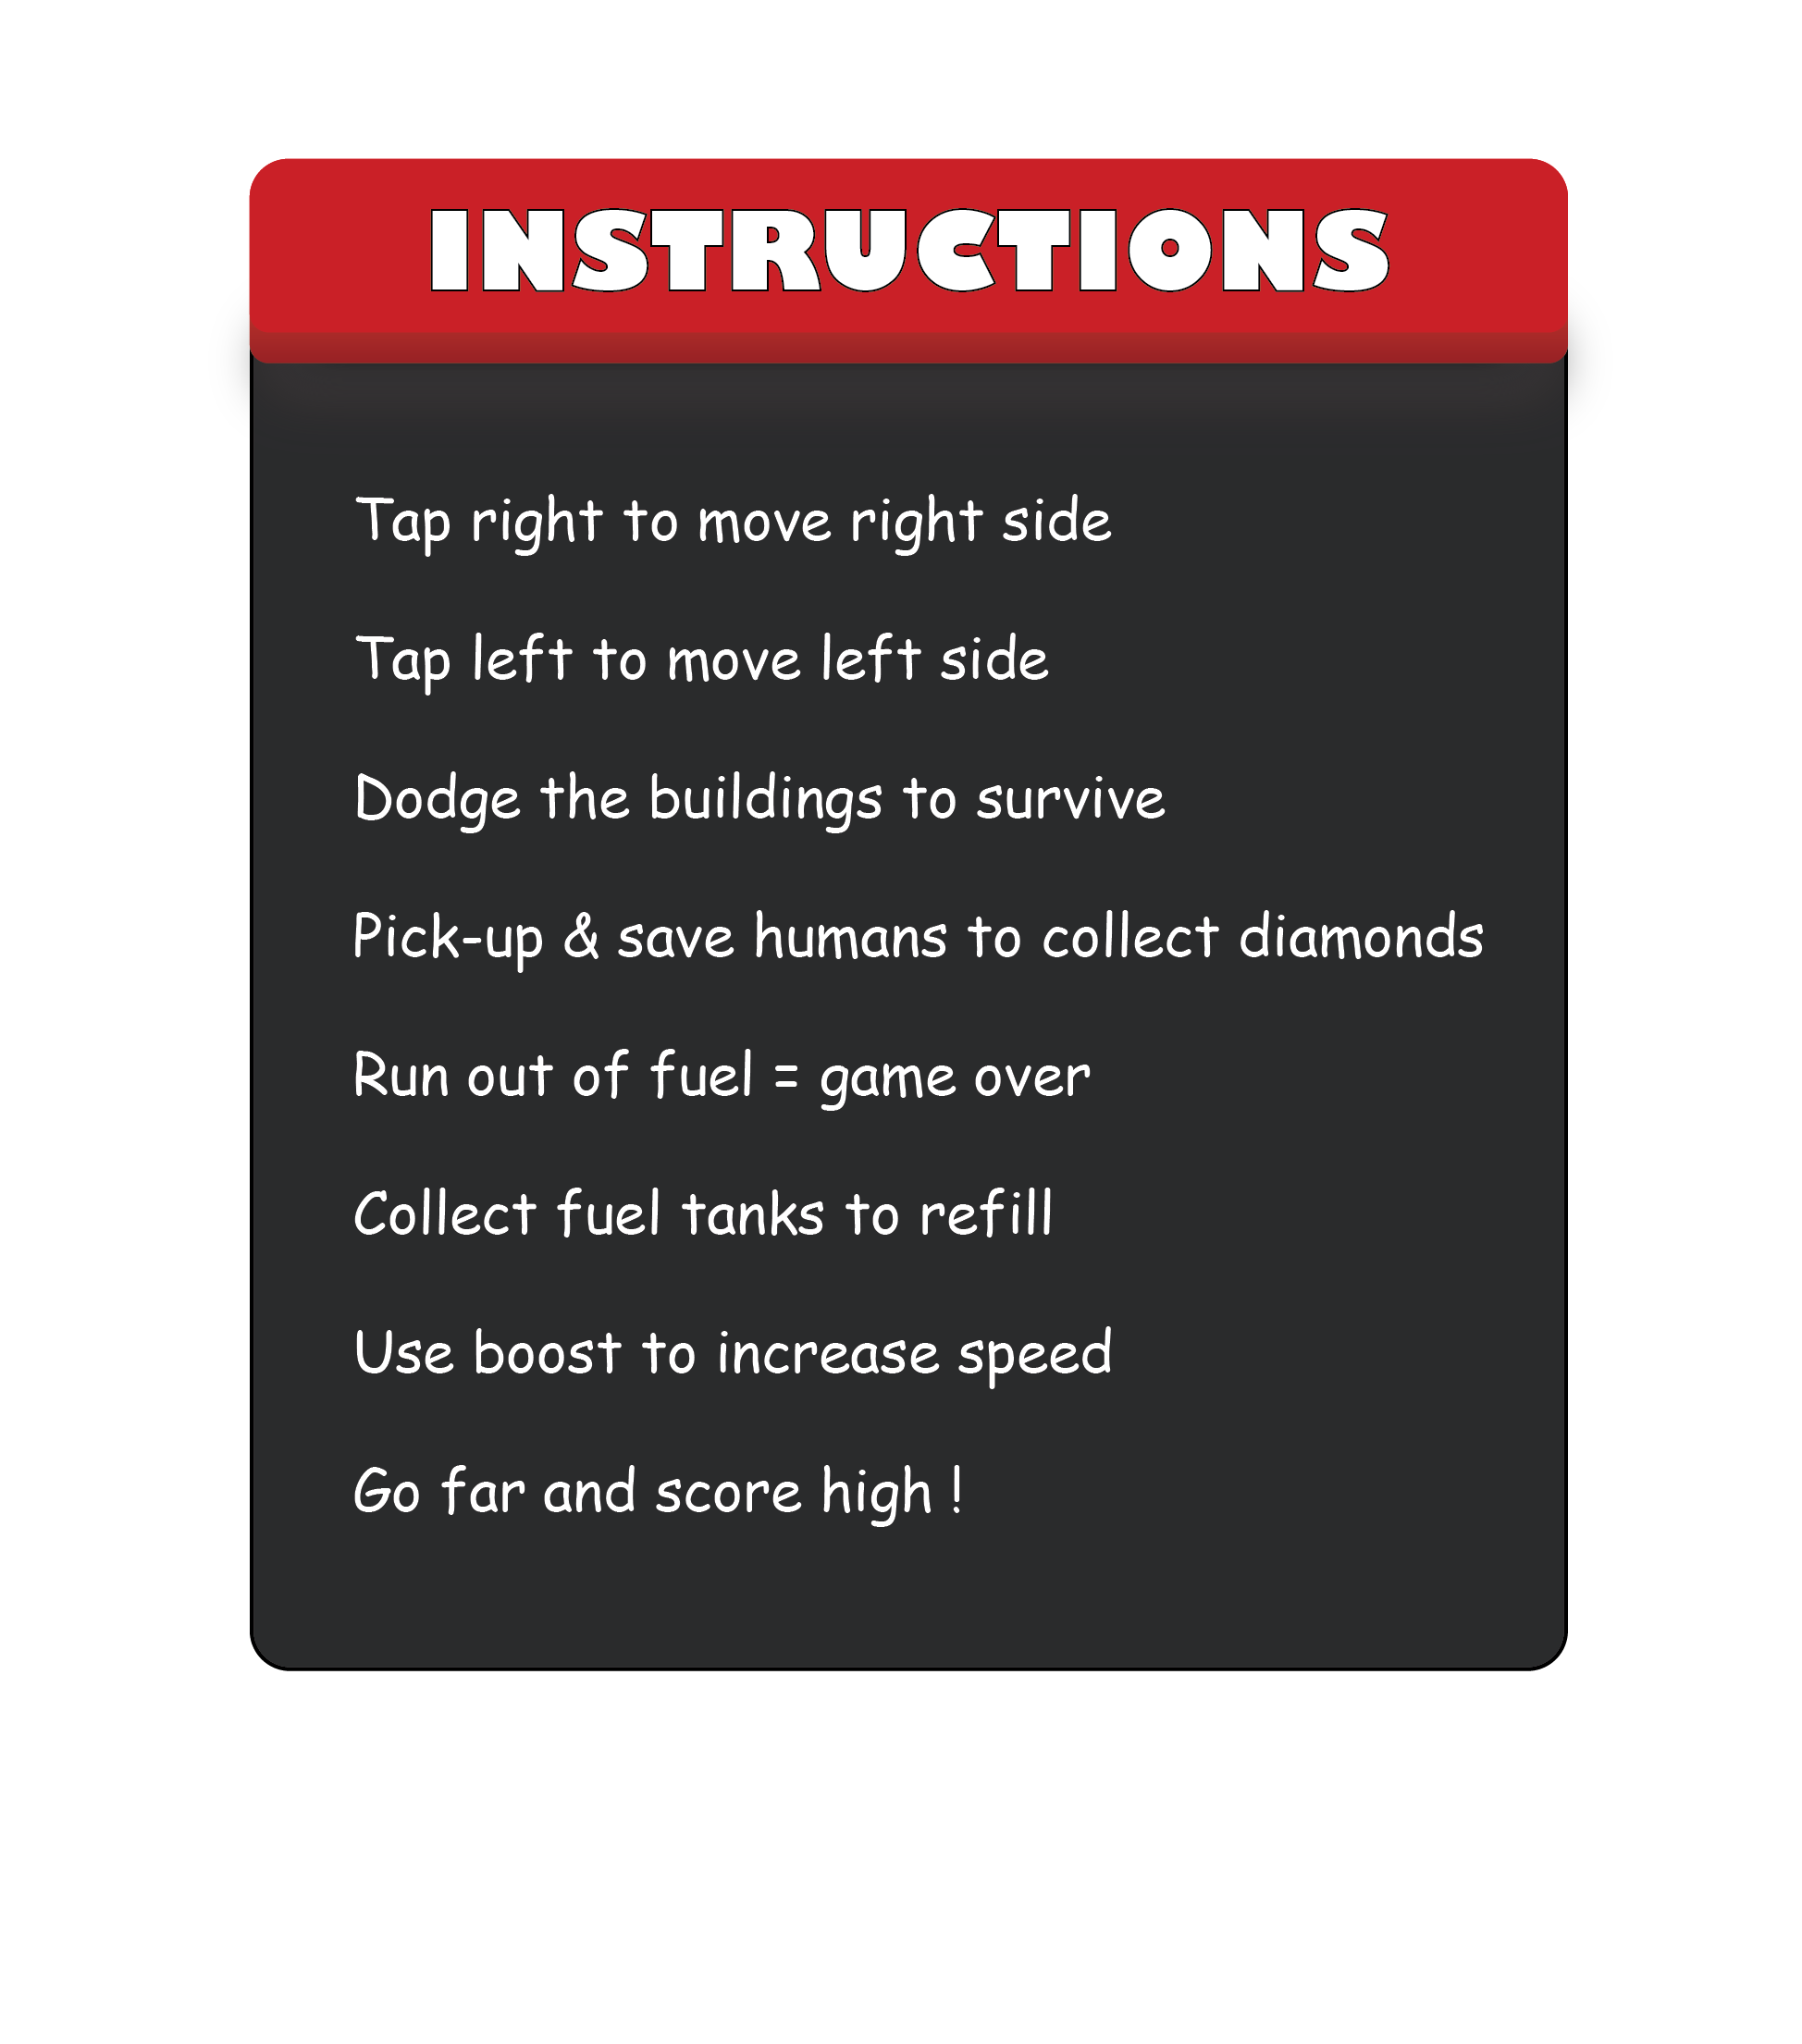 INSTRUCTIONS
Tap right to move right side
Tap left to move left side
Dodge the buildings to survive
Pick-up & save humans to collect diamonds
Run out of fuel = game over
Collect fuel tanks to refill
Use boost to increase speed
Go far and score high !